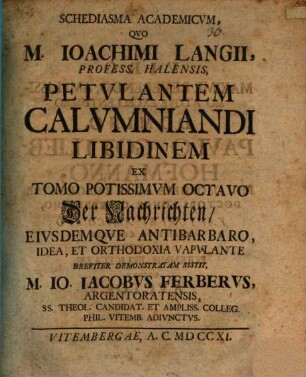 SCHEDIASMA ACADEMICVM,
QVO
30
M. IOACHIMI LANGII,
PROFESS. HALENSIS,
PETVLANTEM
CALVMNIANDI
LIBIDINEM
EX
TOMO POTISSIMVM OCTAVO
Der Nachrichten/
EIVSDEMQVE ANTIBARBARO,
IDEA, ET ORTHODOXIA VAPVLANTE
BREVITER DEMONSTRATAM SISTIT,
M. IO. IACOBVS FERBERVS,
ARGENTORATENSIS,
SS. THEOL. CANDIDAT. ET AMPLISS. COLLEG.
PHIL. VITEMB. ADIVNCTVS.
VITEMBERGAE, A. C. MDCCXI.